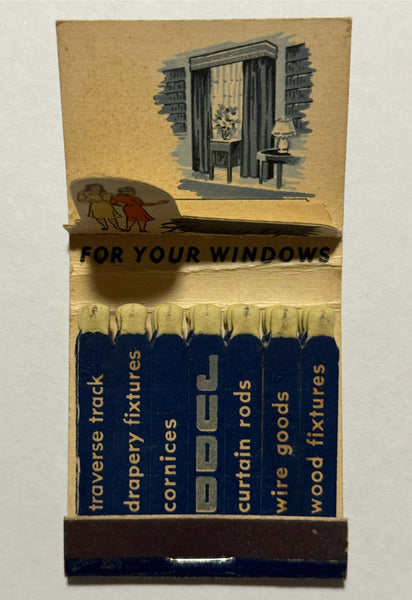 FOR YOUR WINDOWS
traverse track
drapery fixtures
cornices
JUDD
curtain rods
wire goods
wood fixtures